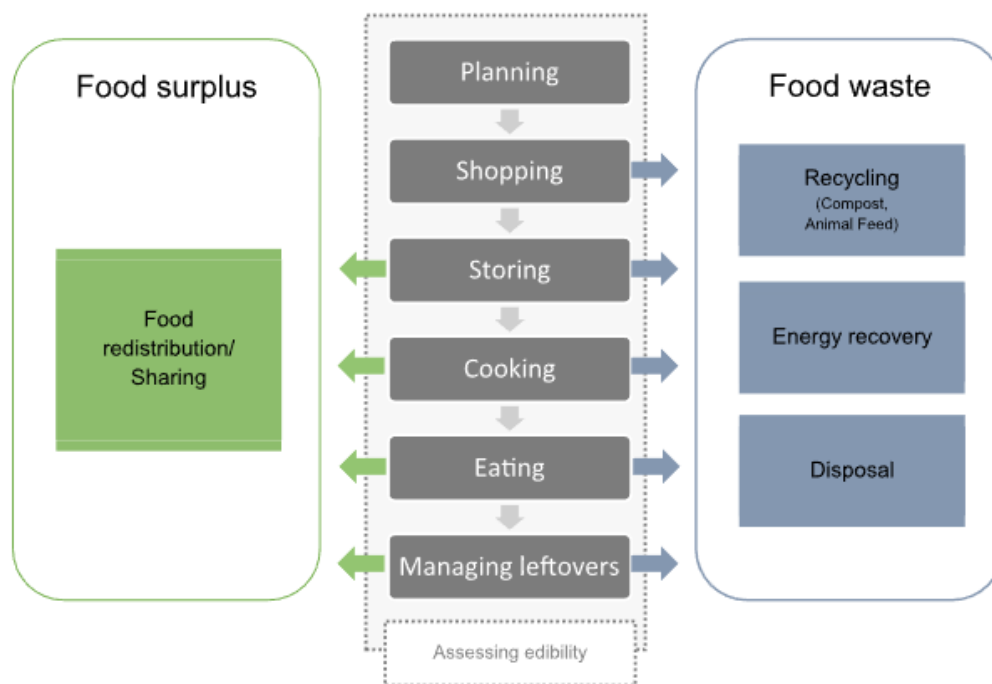 Food surplus
Food
redistribution/
Sharing
Planning
Shopping
Storing
Cooking
Eating
Managing leftovers
Assessing edibility
Food waste
Recycling
(Compost,
Animal Feed)
Energy recovery
Disposal